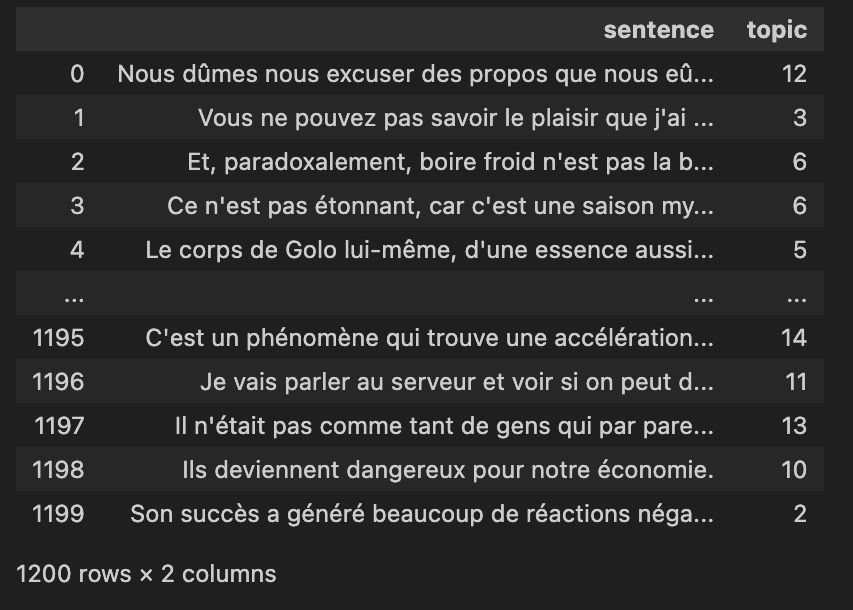 sentence topic
0 Nous dûmes nous excuser des propos que nous eû... 12
1 Vous ne pouvez pas savoir le plaisir que j'ai ... 3
2 Et, paradoxalement, boire froid n'est pas la b... 6
3 Ce n'est pas étonnant, car c'est une saison my... 6
4 Le corps de Golo lui-même, d'une essence aussi... 5
... ... ...
1195 C'est un phénomène qui trouve une accélération... 14
1196 Je vais parler au serveur et voir si on peut d... 11
1197 Il n'était pas comme tant de gens qui par pare... 13
1198 Ils deviennent dangereux pour notre économie. 10
1199 Son succès a généré beaucoup de réactions néga... 2
1200 rows × 2 columns